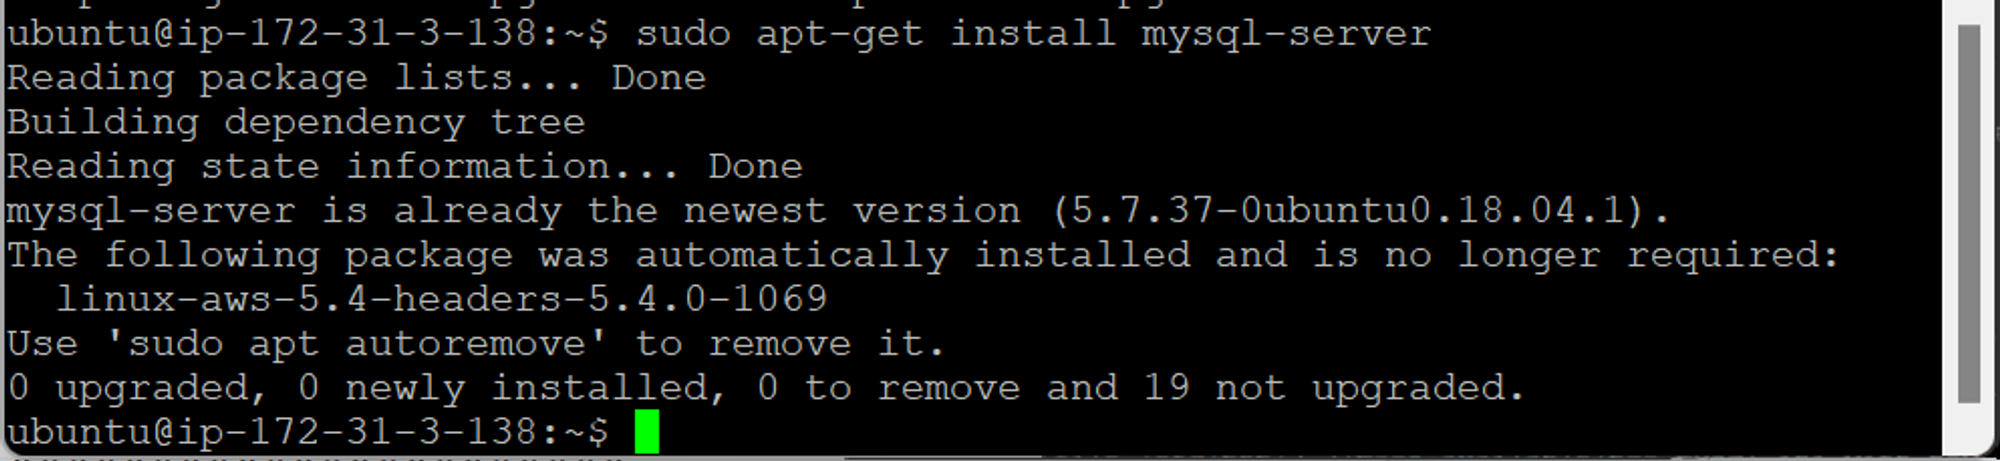 ubuntu@ip-172-31-3-138:~$ sudo apt-get install mysql-server
Reading package lists... Done
Building dependency tree
Reading state information... Done
mysql-server is already the newest version (5.7.37-0ubuntu0.18.04.1).
The following package was automatically installed and is no longer required:
  linux-aws-5.4-headers-5.4.0-1069
Use 'sudo apt autoremove' to remove it.
0 upgraded, 0 newly installed, 0 to remove and 19 not upgraded.
ubuntu@ip-172-31-3-138:~$